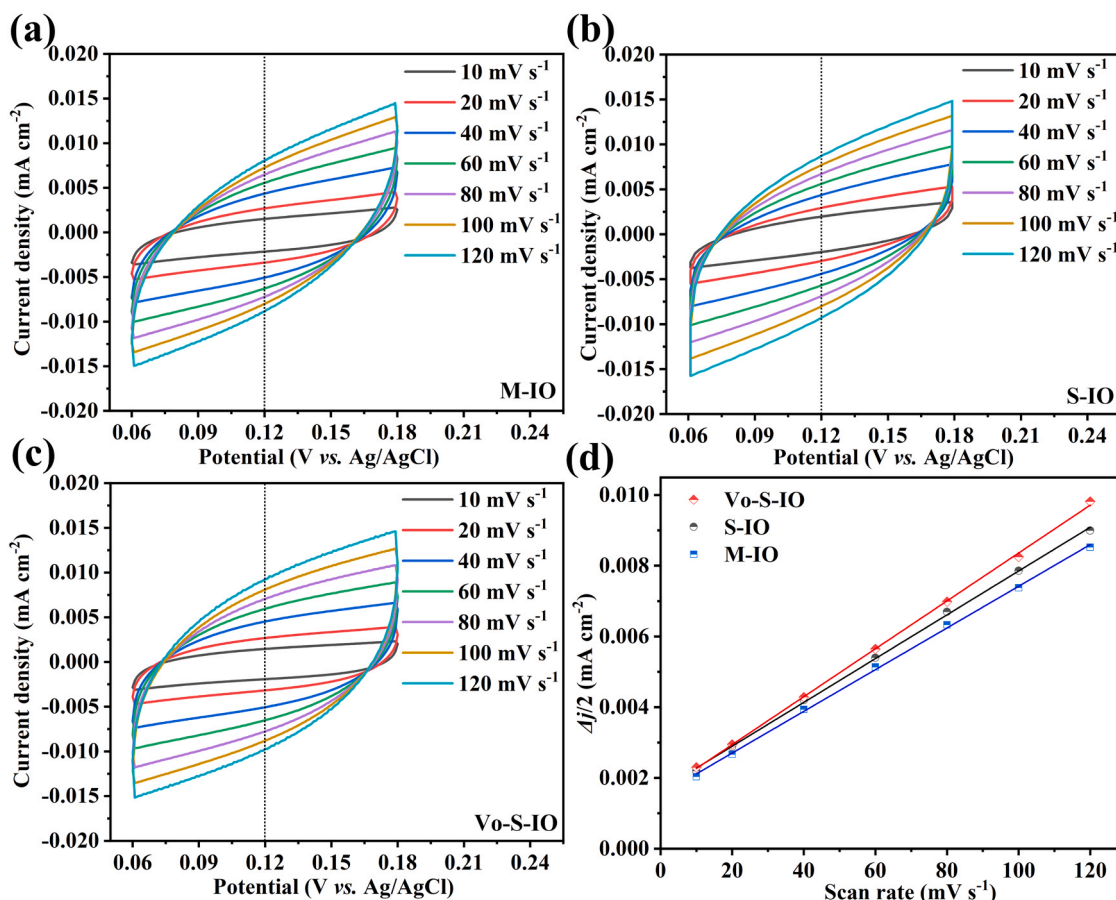 (a)
0.020
0.015
0.010
0.005
0.000
-0.005
-0.010
-0.015
-0.020
Current density (mA cm⁻²)
10 mV s⁻¹
20 mV s⁻¹
40 mV s⁻¹
60 mV s⁻¹
80 mV s⁻¹
100 mV s⁻¹
120 mV s⁻¹
M-IO
0.06 0.09 0.12 0.15 0.18 0.21 0.24
Potential (V vs. Ag/AgCl)
(b)
0.020
0.015
0.010
0.005
0.000
-0.005
-0.010
-0.015
-0.020
Current density (mA cm⁻²)
10 mV s⁻¹
20 mV s⁻¹
40 mV s⁻¹
60 mV s⁻¹
80 mV s⁻¹
100 mV s⁻¹
120 mV s⁻¹
S-IO
0.06 0.09 0.12 0.15 0.18 0.21 0.24
Potential (V vs. Ag/AgCl)
(c)
0.020
0.015
0.010
0.005
0.000
-0.005
-0.010
-0.015
-0.020
Current density (mA cm⁻²)
10 mV s⁻¹
20 mV s⁻¹
40 mV s⁻¹
60 mV s⁻¹
80 mV s⁻¹
100 mV s⁻¹
120 mV s⁻¹
Vo-S-IO
0.06 0.09 0.12 0.15 0.18 0.21 0.24
Potential (V vs. Ag/AgCl)
(d)
0.010
0.008
0.006
0.004
0.002
0.000
Δj/2 (mA cm⁻²)
Vo-S-IO
S-IO
M-IO
0 20 40 60 80 100 120
Scan rate (mV s⁻¹)